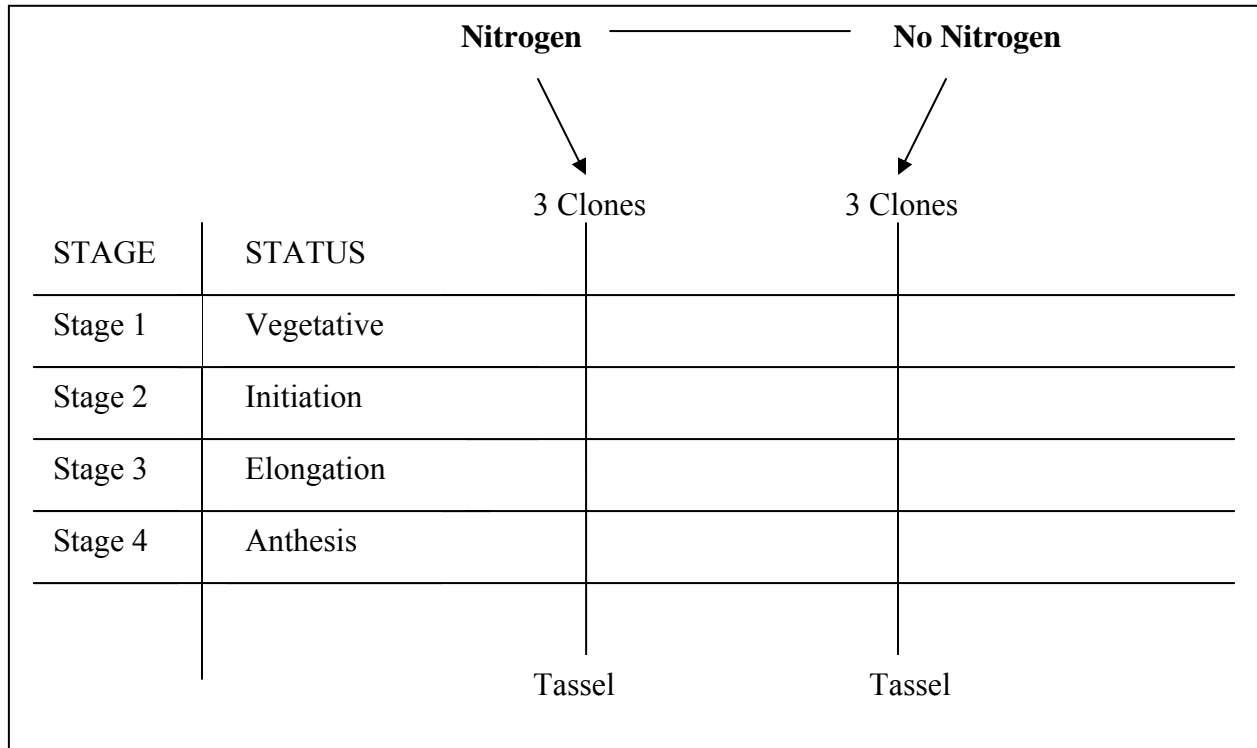 Nitrogen No Nitrogen
3 Clones 3 Clones
STAGE STATUS
Stage 1 Vegetative
Stage 2 Initiation
Stage 3 Elongation
Stage 4 Anthesis
Tassel Tassel